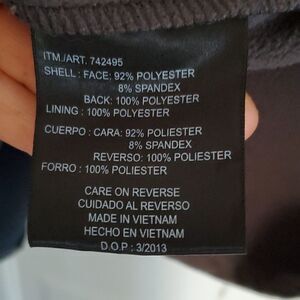 ITM./ART. 742495
SHELL : FACE: 92% POLYESTER
8% SPANDEX
BACK: 100% POLYESTER
LINING : 100% POLYESTER
CUERPO : CARA: 92% POLIESTER
8% SPANDEX
REVERSO: 100% POLIESTER
FORRO : 100% POLIESTER
CARE ON REVERSE
CUIDADO AL REVERSO
MADE IN VIETNAM
HECHO EN VIETNAM
D.O.P : 3/2013